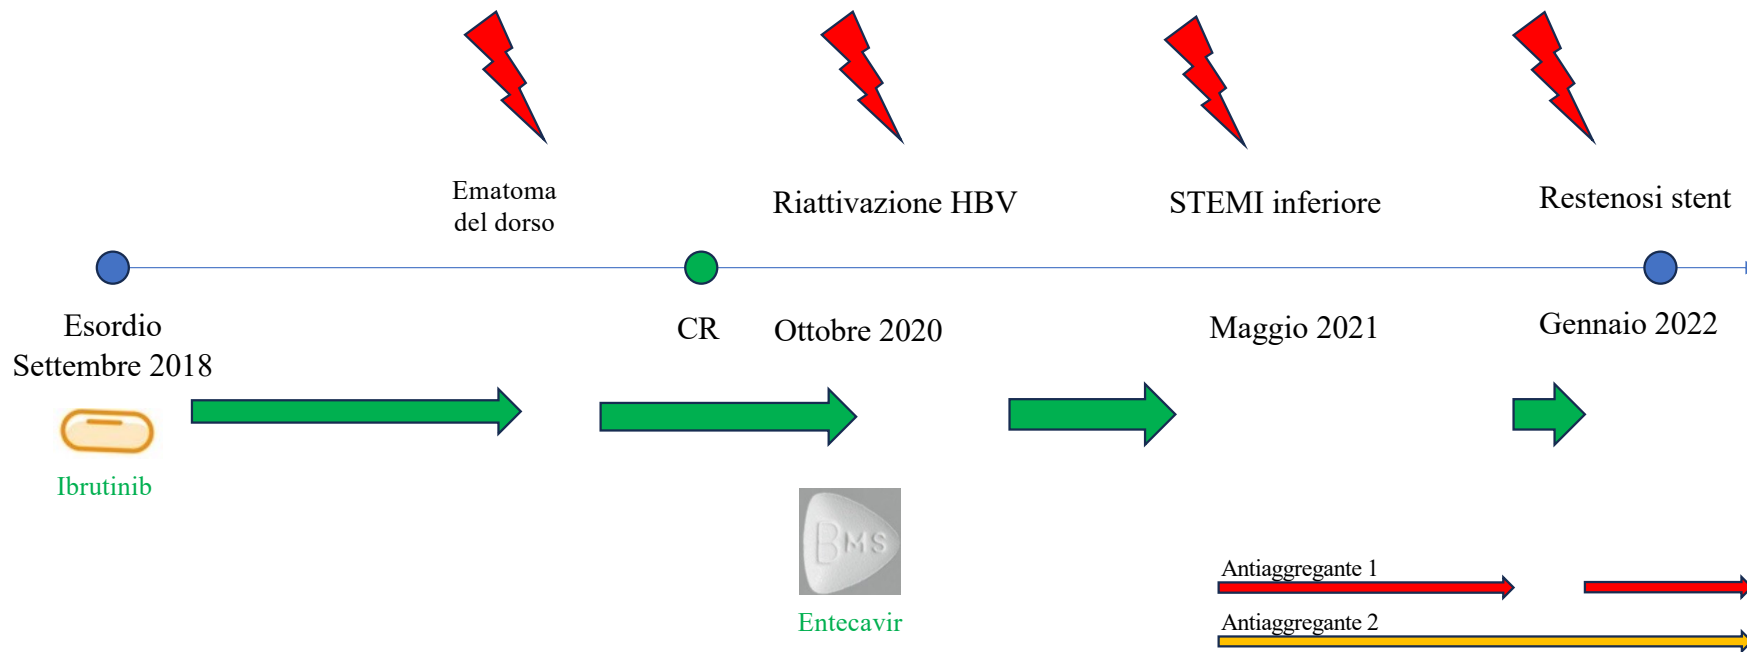 Ematoma
del dorso
Riattivazione HBV
STEMI inferiore
Restenosi stent
Esordio
Settembre 2018
CR
Ottobre 2020
Maggio 2021
Gennaio 2022
Ibrutinib
BMS
Entecavir
Antiaggregante 1
Antiaggregante 2